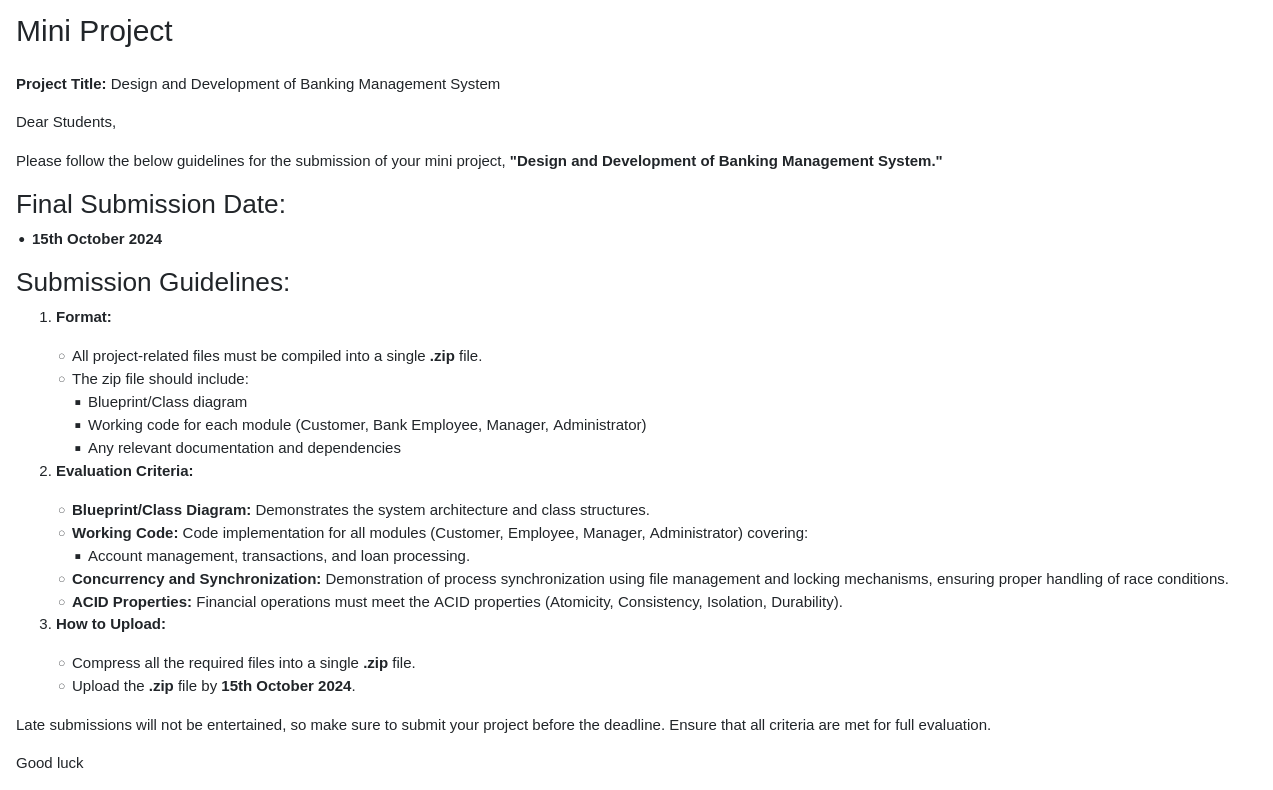 Mini Project
Project Title: Design and Development of Banking Management System
Dear Students,
Please follow the below guidelines for the submission of your mini project, "Design and Development of Banking Management System."
Final Submission Date:
• 15th October 2024
Submission Guidelines:
1. Format:
○ All project-related files must be compiled into a single .zip file.
○ The zip file should include:
▪ Blueprint/Class diagram
▪ Working code for each module (Customer, Bank Employee, Manager, Administrator)
▪ Any relevant documentation and dependencies
2. Evaluation Criteria:
○ Blueprint/Class Diagram: Demonstrates the system architecture and class structures.
○ Working Code: Code implementation for all modules (Customer, Employee, Manager, Administrator) covering:
▪ Account management, transactions, and loan processing.
○ Concurrency and Synchronization: Demonstration of process synchronization using file management and locking mechanisms, ensuring proper handling of race conditions.
○ ACID Properties: Financial operations must meet the ACID properties (Atomicity, Consistency, Isolation, Durability).
3. How to Upload:
○ Compress all the required files into a single .zip file.
○ Upload the .zip file by 15th October 2024.
Late submissions will not be entertained, so make sure to submit your project before the deadline. Ensure that all criteria are met for full evaluation.
Good luck